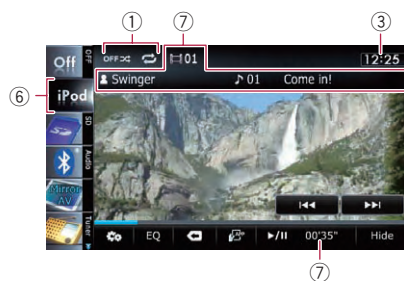 ① ⑦ ③
OFF 01 12:25
Off OFF
Swinger 01 Come in!
⑥ iPod
SD
Audio
Mirror AV
Tuner
EQ 00'35" Hide
⑦